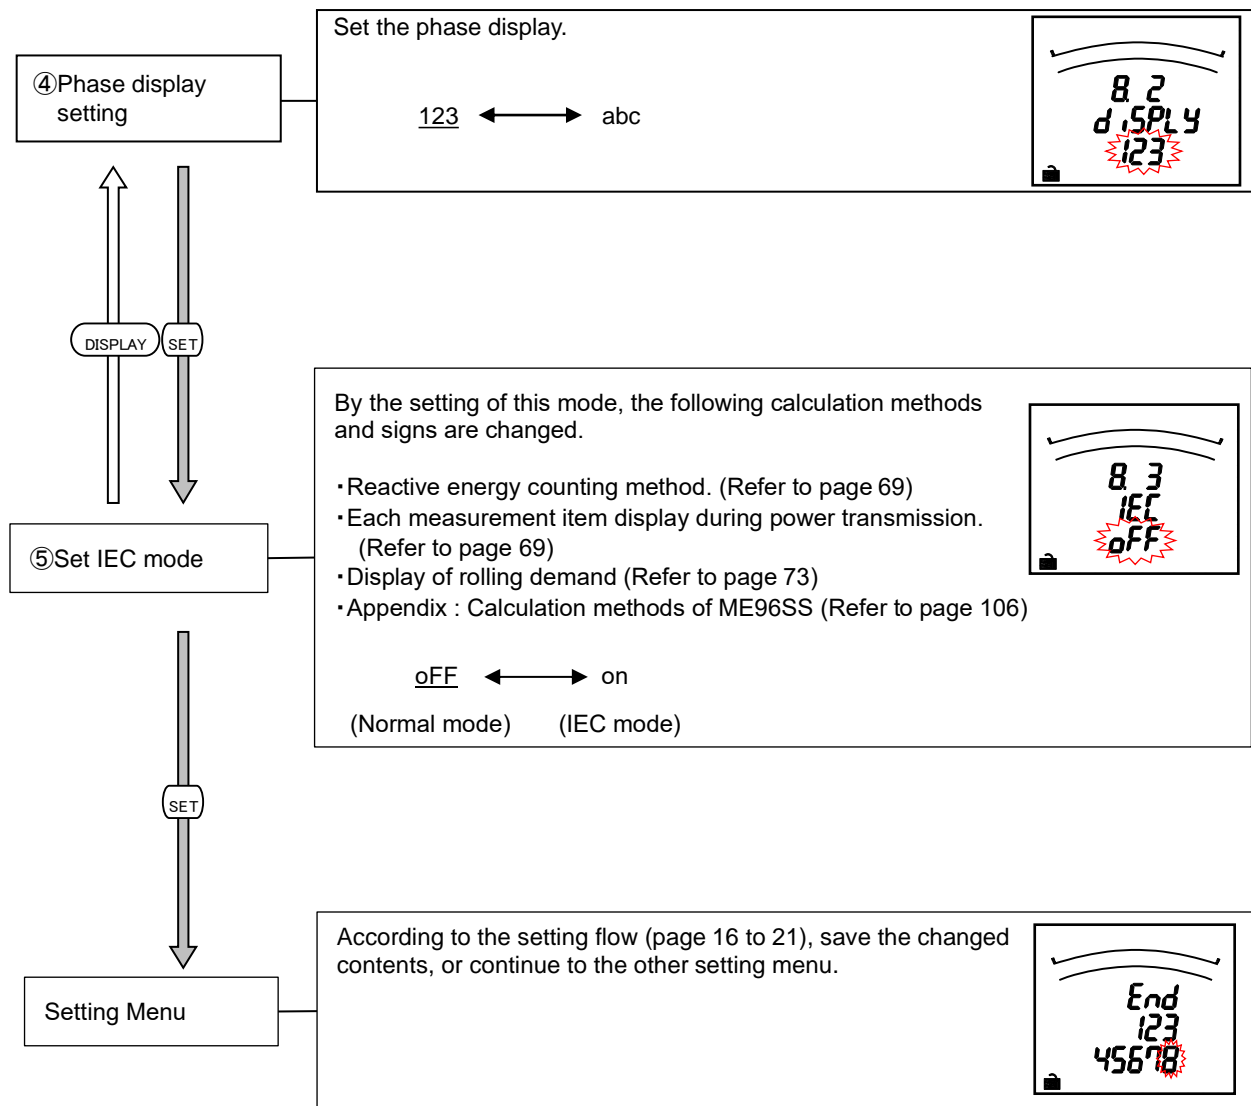 Set the phase display.
④Phase display
setting
123 abc
8. 2
diSPLY
123
DISPLAY
SET
By the setting of this mode, the following calculation methods
and signs are changed.
・Reactive energy counting method. (Refer to page 69)
・Each measurement item display during power transmission.
(Refer to page 69)
・Display of rolling demand (Refer to page 73)
・Appendix : Calculation methods of ME96SS (Refer to page 106)
oFF on
(Normal mode) (IEC mode)
8. 3
IEC
oFF
⑤Set IEC mode
SET
According to the setting flow (page 16 to 21), save the changed
contents, or continue to the other setting menu.
Setting Menu
End
123
45678